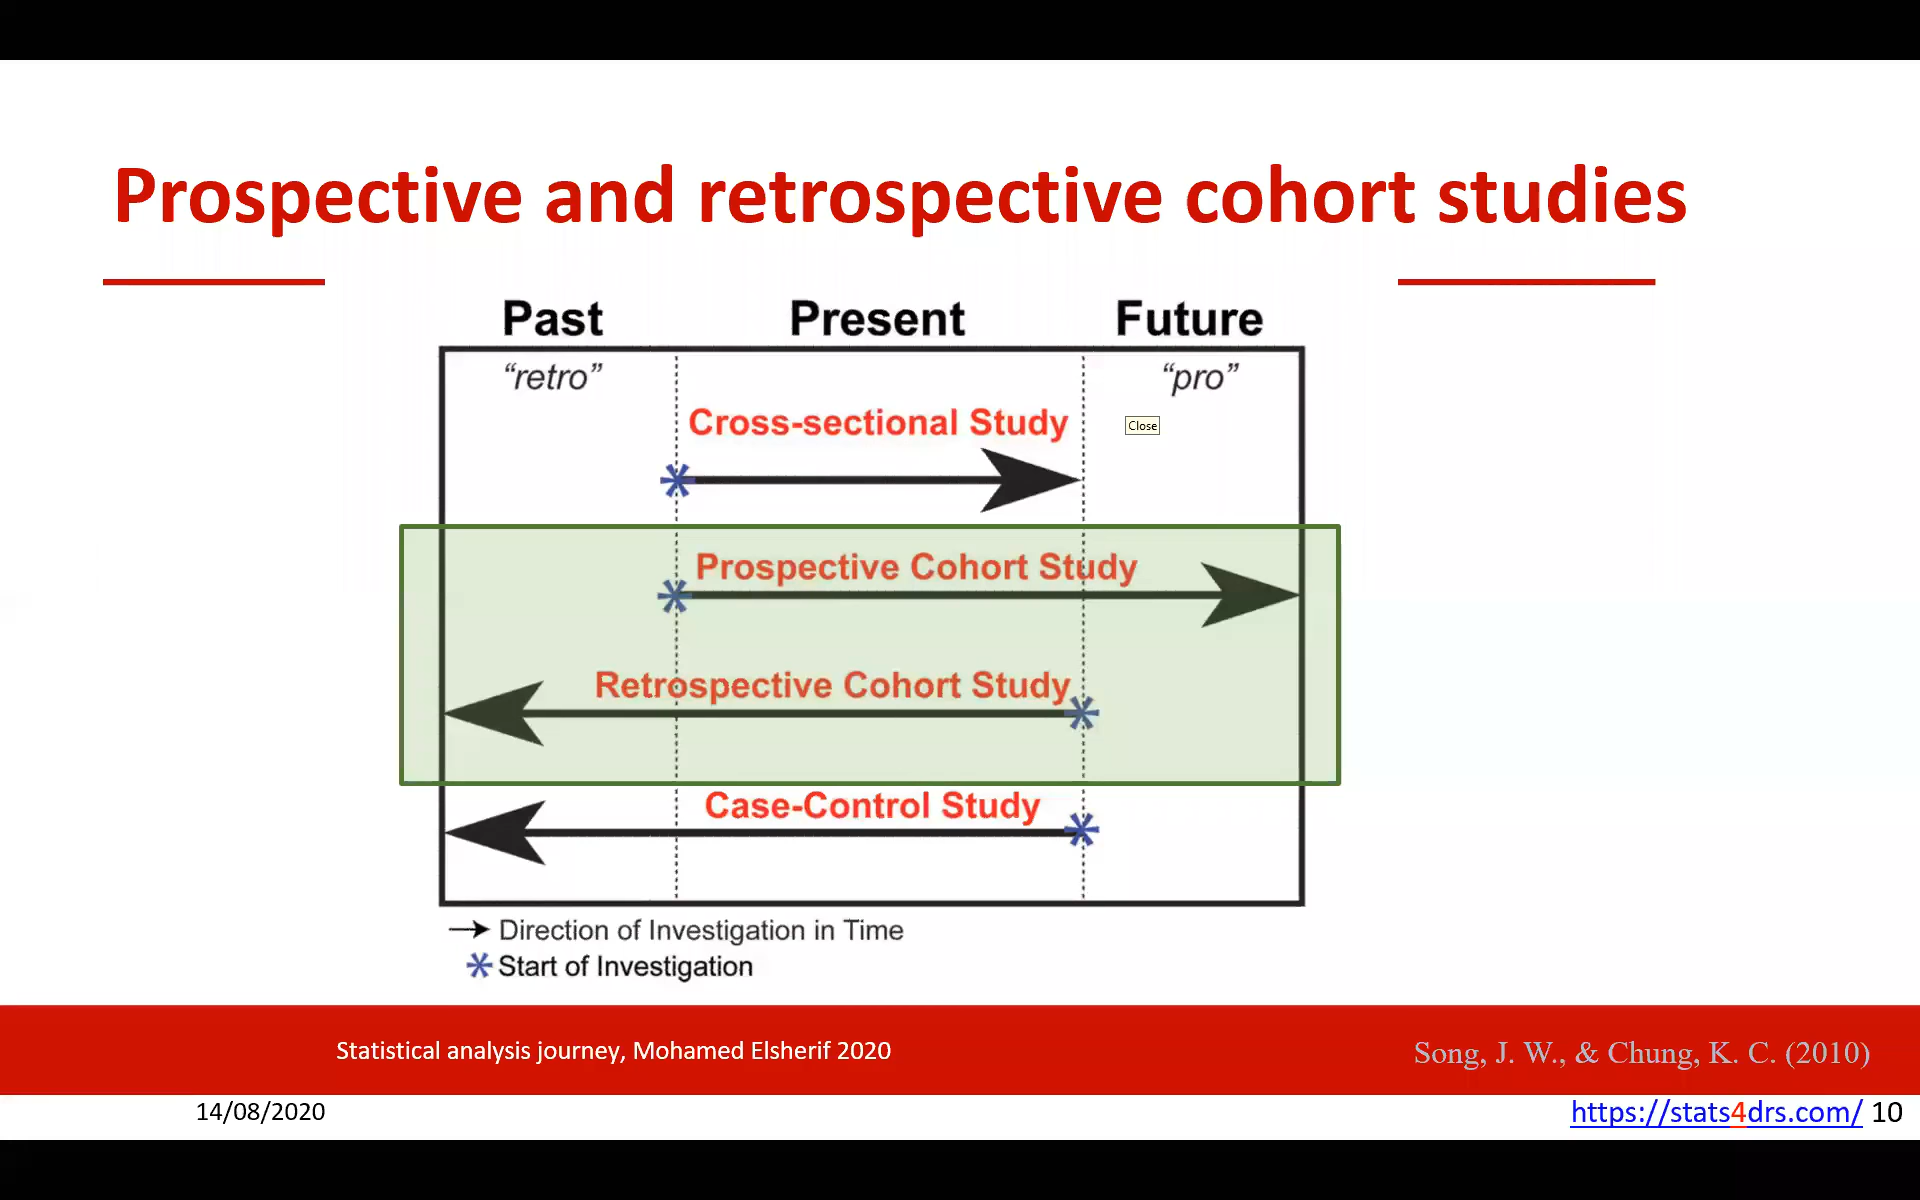 Prospective and retrospective cohort studies
Past Present Future
“retro” “pro”
Cross-sectional Study
Close
Prospective Cohort Study
Retrospective Cohort Study
Case-Control Study
Direction of Investigation in Time
Start of Investigation
Statistical analysis journey, Mohamed Elsherif 2020
Song, J. W., & Chung, K. C. (2010)
14/08/2020
https://stats4drs.com/ 10